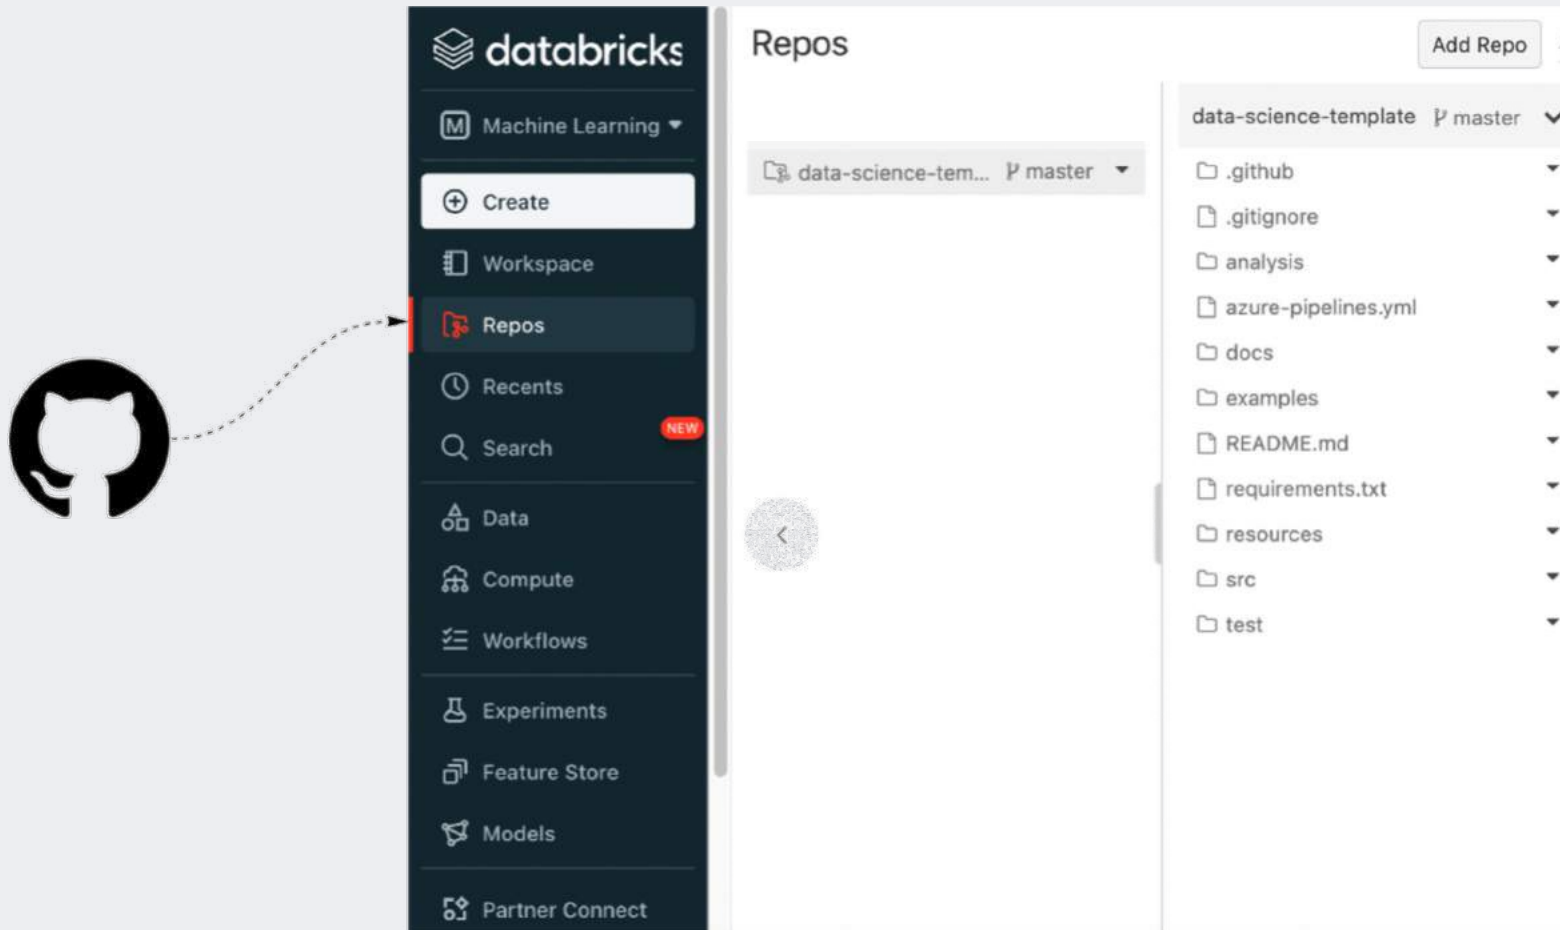 databricks
M Machine Learning
Create
Workspace
Repos
Recents
NEW
Search
Data
Compute
Workflows
Experiments
Feature Store
Models
Partner Connect
Repos
Add Repo
data-science-tem... master
data-science-template master
.github
.gitignore
analysis
azure-pipelines.yml
docs
examples
README.md
requirements.txt
resources
src
test